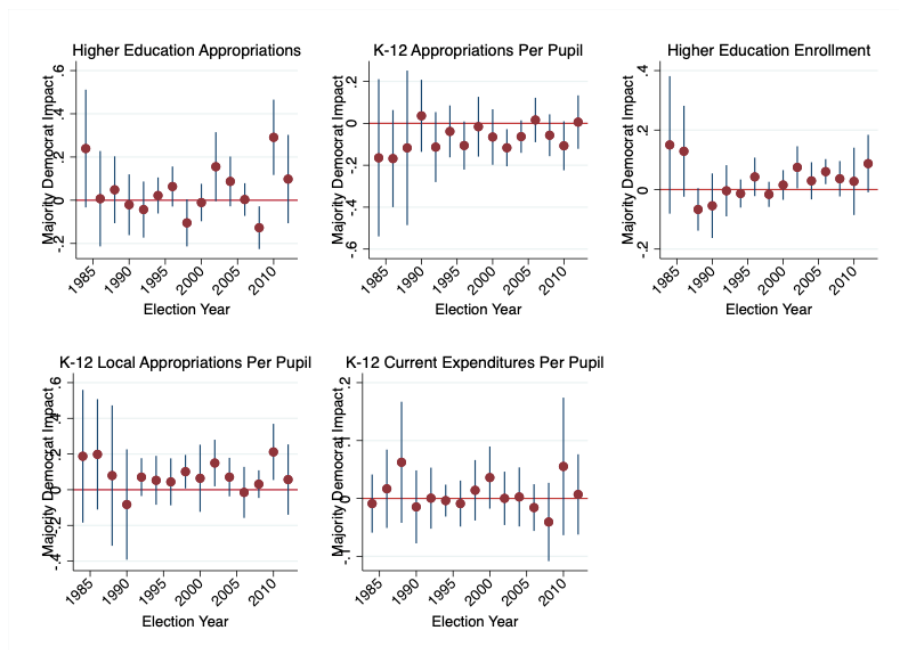 Higher Education Appropriations
Majority Democrat Impact
.6
.4
.2
0
-.2
1985 1990 1995 2000 2005 2010
Election Year
K-12 Appropriations Per Pupil
Majority Democrat Impact
.2
0
-.2
-.4
-.6
1985 1990 1995 2000 2005 2010
Election Year
Higher Education Enrollment
Majority Democrat Impact
.4
.2
0
-.2
1985 1990 1995 2000 2005 2010
Election Year
K-12 Local Appropriations Per Pupil
Majority Democrat Impact
.6
.4
.2
0
-.2
-.4
1985 1990 1995 2000 2005 2010
Election Year
K-12 Current Expenditures Per Pupil
Majority Democrat Impact
.2
.1
0
-.1
1985 1990 1995 2000 2005 2010
Election Year